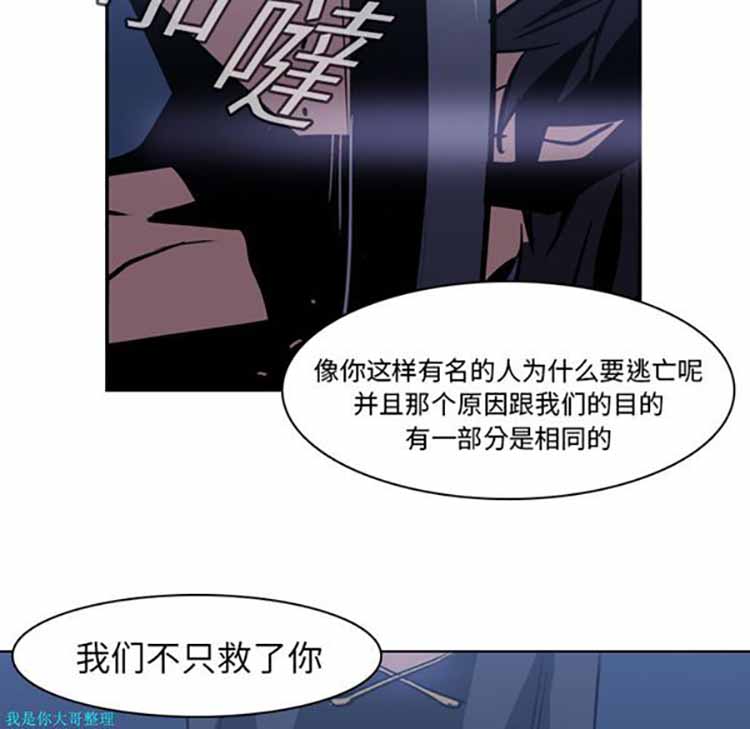 哒
像你这样有名的人为什么要逃亡呢
并且那个原因跟我们的目的
有一部分是相同的
我们不只救了你
我是你大哥整理